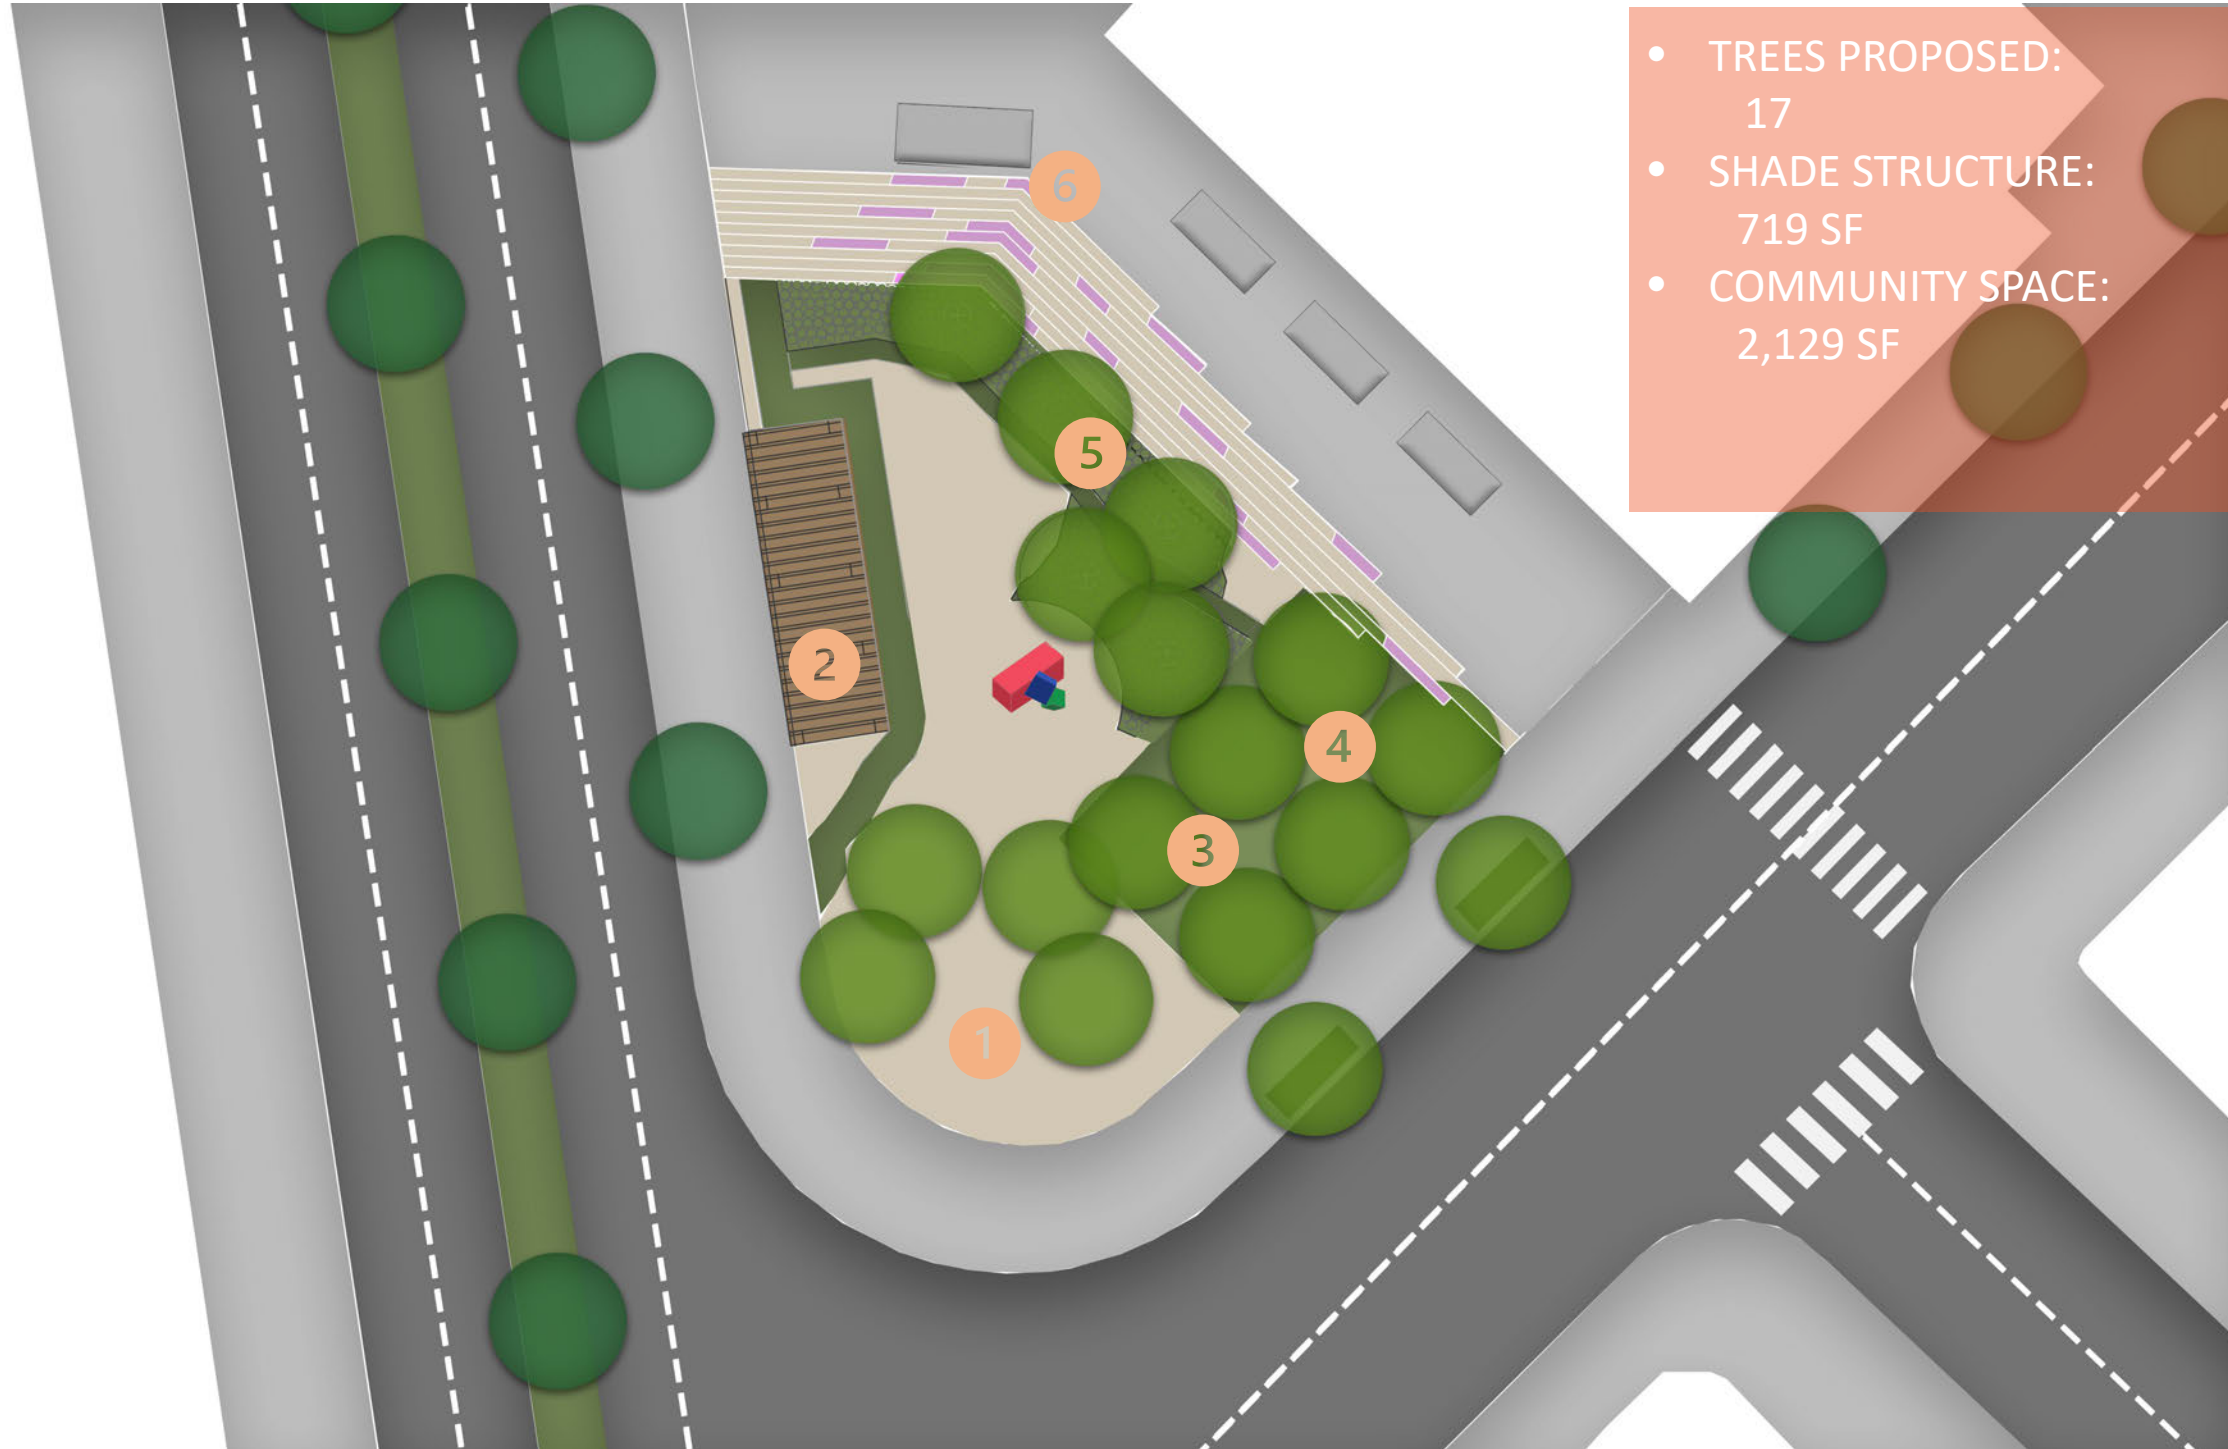 • TREES PROPOSED:
17
• SHADE STRUCTURE:
719 SF
• COMMUNITY SPACE:
2,129 SF
6
5
2
4
3
1